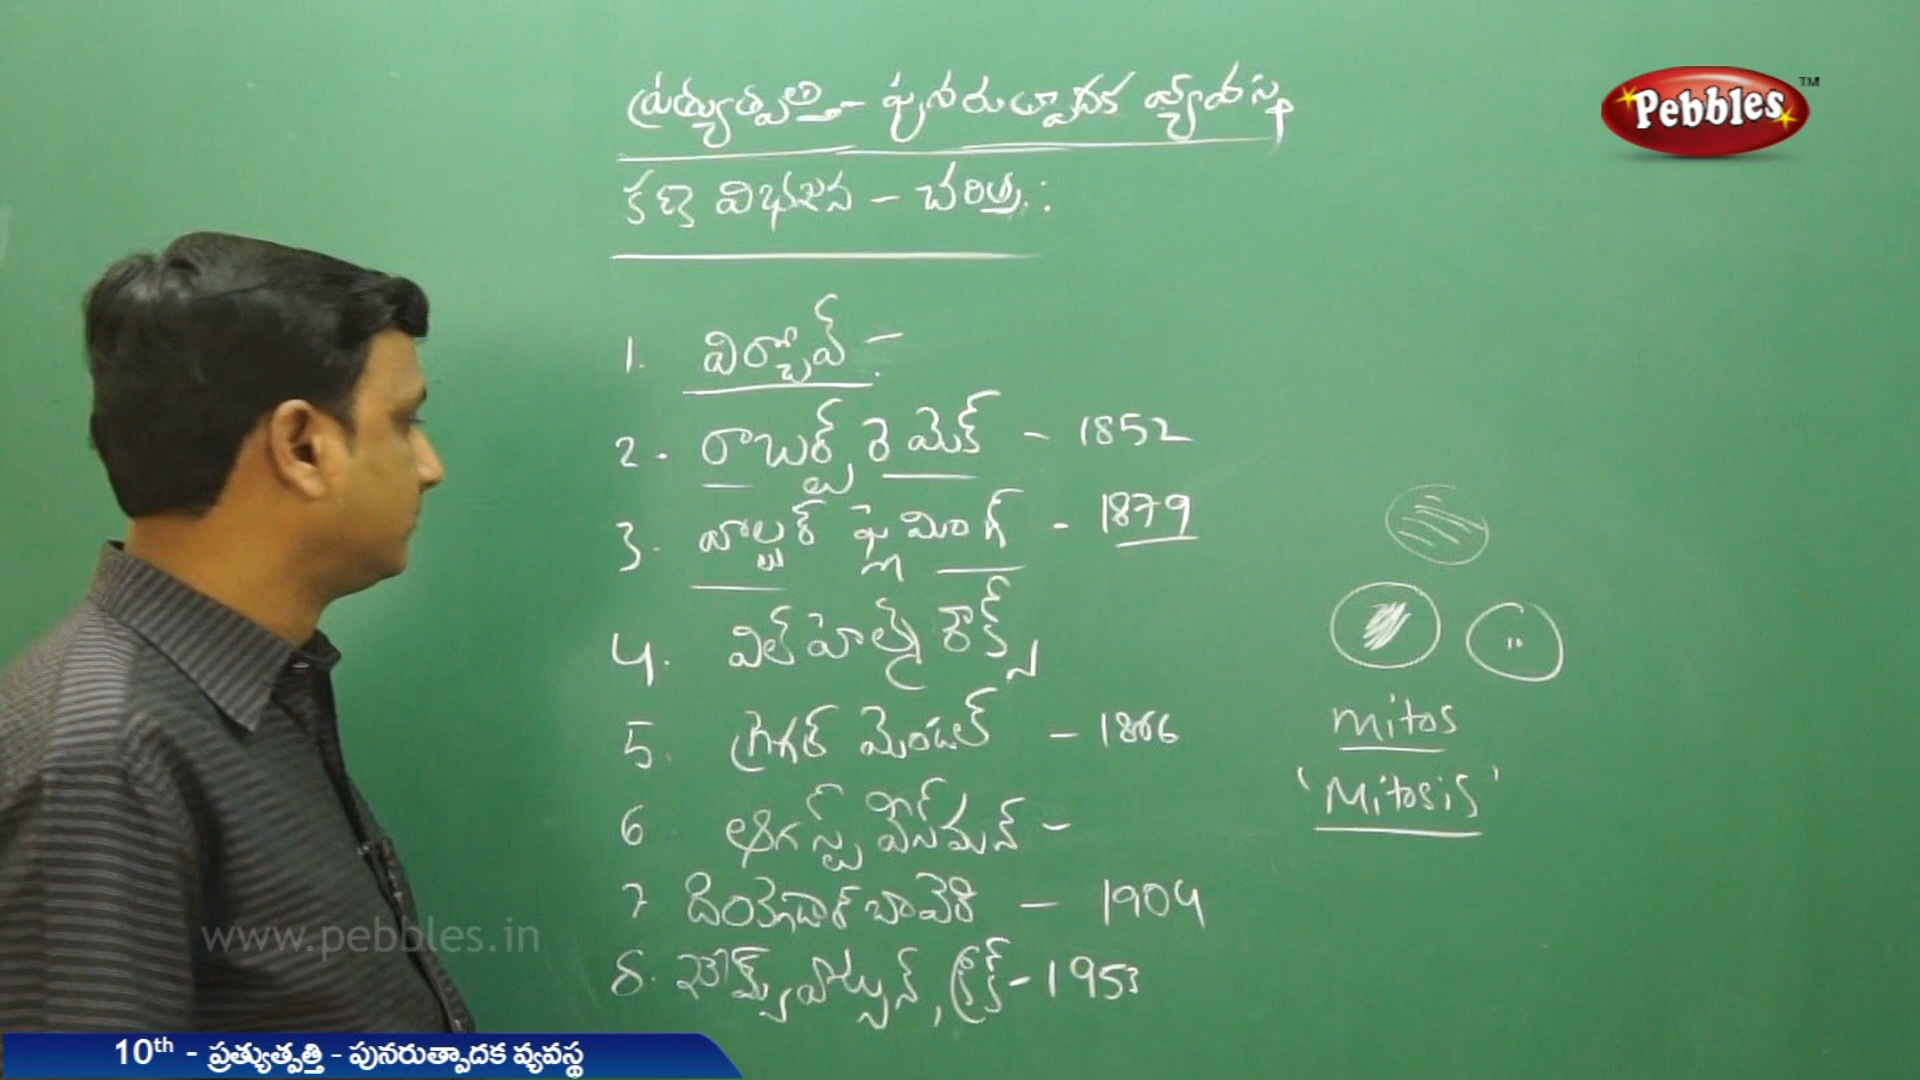 ప్రత్యుత్పత్తి - పునరుత్పాదక వ్యవస్థ
కణ విభజన - చరిత్ర :
1. విర్చోవ్ -
2. రాబర్ట్ రెమెక్ - 1852
3. వాల్టర్ ఫ్లెమింగ్ - 1879
4. విల్ హెల్మ్ రౌక్స్
5. గ్రెగర్ మెండల్ - 1866
6 ఆగస్ట్ వీస్‌మన్ -
7 థియోడార్ బావెరి - 1904
8. జేమ్స్ వాట్సన్, క్రిక్ - 1953
mitos
'Mitosis'
Pebbles TM
www.pebbles.in
10th - ప్రత్యుత్పత్తి - పునరుత్పాదక వ్యవస్థ